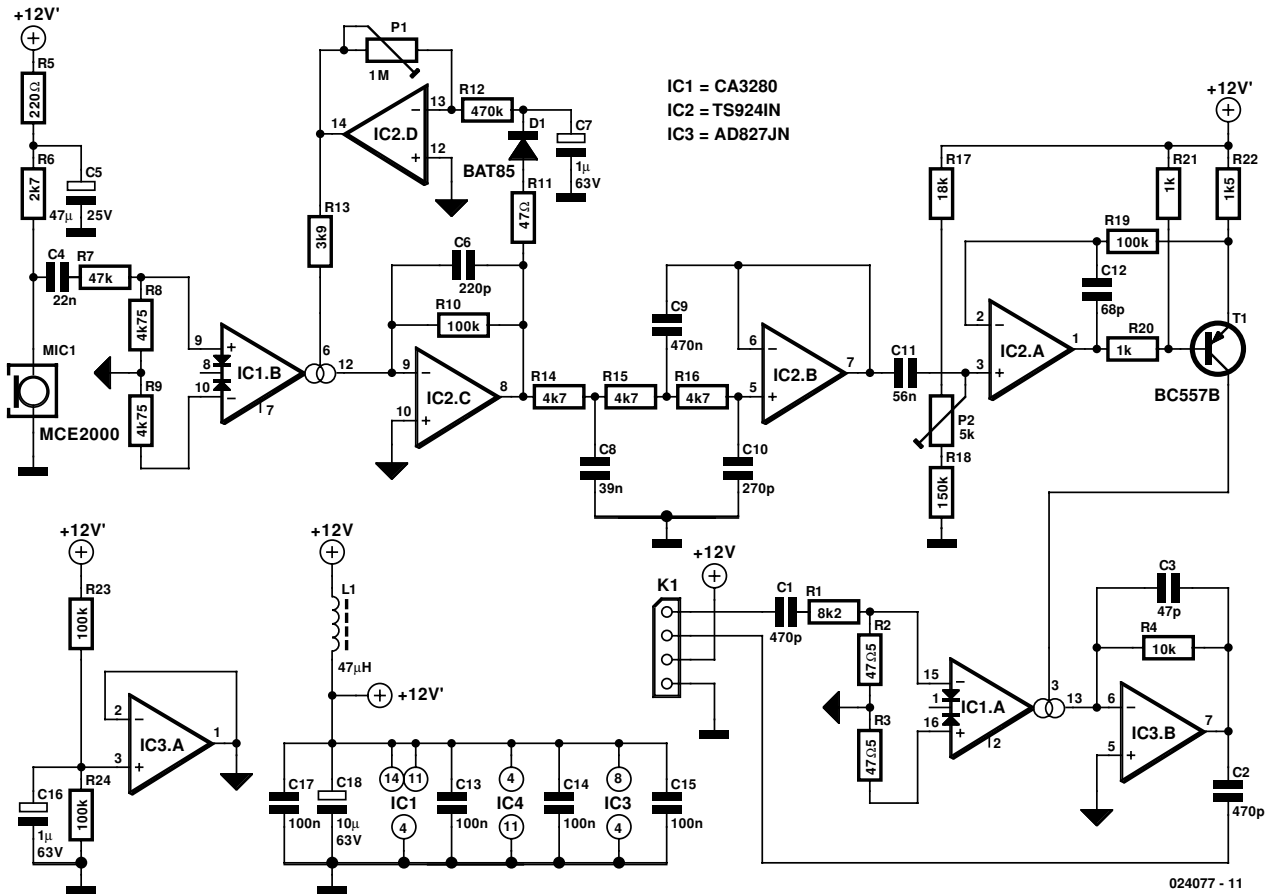 +12V'
R5
220Ω
R6
2k7
C5
47µ 25V
C4
22n
R7
47k
R8
4k75
R9
4k75
MIC1
MCE2000
9
8
10
+
−
IC1.B
7
6
12
R13
3k9
P1
1M
14
IC2.D
−
+
13
12
R12
470k
D1
BAT85
C7
1µ
63V
R11
47Ω
C6
220p
R10
100k
9
10
−
+
IC2.C
8
R14
4k7
R15
4k7
R16
4k7
C8
39n
C9
470n
C10
270p
6
5
−
+
IC2.B
7
C11
56n
IC1 = CA3280
IC2 = TS924IN
IC3 = AD827JN
+12V'
R17
18k
R21
1k
R22
1k5
R19
100k
C12
68p
R20
1k
2
3
−
+
IC2.A
1
T1
BC557B
P2
5k
R18
150k
+12V'
R23
100k
R24
100k
C16
1µ
63V
2
3
−
+
IC3.A
1
+12V
L1
47µH
+12V'
C17
100n
C18
10µ
63V
14
11
IC1
4
C13
100n
4
IC4
11
C14
100n
8
IC3
4
C15
100n
K1
+12V
C1
470p
R1
8k2
R2
47Ω5
R3
47Ω5
15
1
16
−
+
IC1.A
2
3
13
C3
47p
R4
10k
6
5
−
+
IC3.B
7
C2
470p
024077 - 11